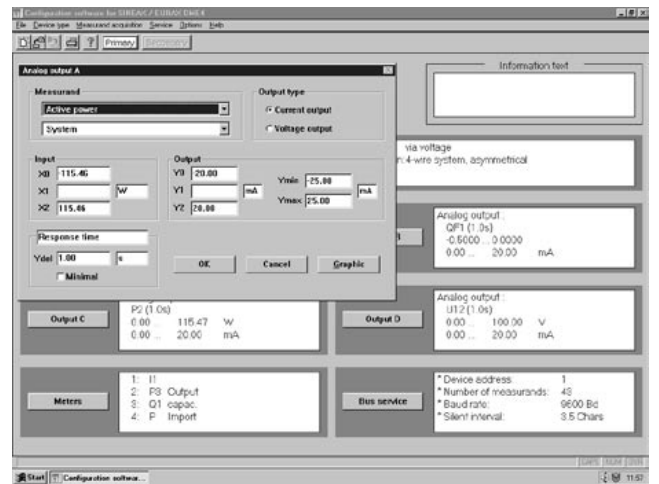 Configuration software for SINEAX / EURAX DME4
File Device type Measurand acquisition Service Options Help
Primary Secondary
Analog output A
Measurand
Active power
System
Output type
Current output
Voltage output
Input
X0 -115.46
X1 W
X2 115.46
Output
Y0 -20.00
Y1 mA
Y2 20.00
Ymin -25.00
Ymax 25.00 mA
Response time
Ydel 1.00 s
Minimal
OK Cancel Graphic
Information text
via voltage
4-wire system, asymmetrical
Analog output :
QF1 (1.0s)
-0.5000 ... 0.0000
0.00 ... 20.00 mA
Output C
P2 (1.0s)
0.00 ... 115.47 W
0.00 ... 20.00 mA
Output D
Analog output :
U12 (1.0s)
0.00 ... 100.00 V
0.00 ... 20.00 mA
Meters
1: I1
2: P3 Output
3: Q1 capac.
4: P Import
Bus service
* Device address: 1
* Number of measurands: 43
* Baud rate: 9600 Bd
* Silent interval: 3.5 Chars
CAPS NUM
Start Configuration softwar... 11:57